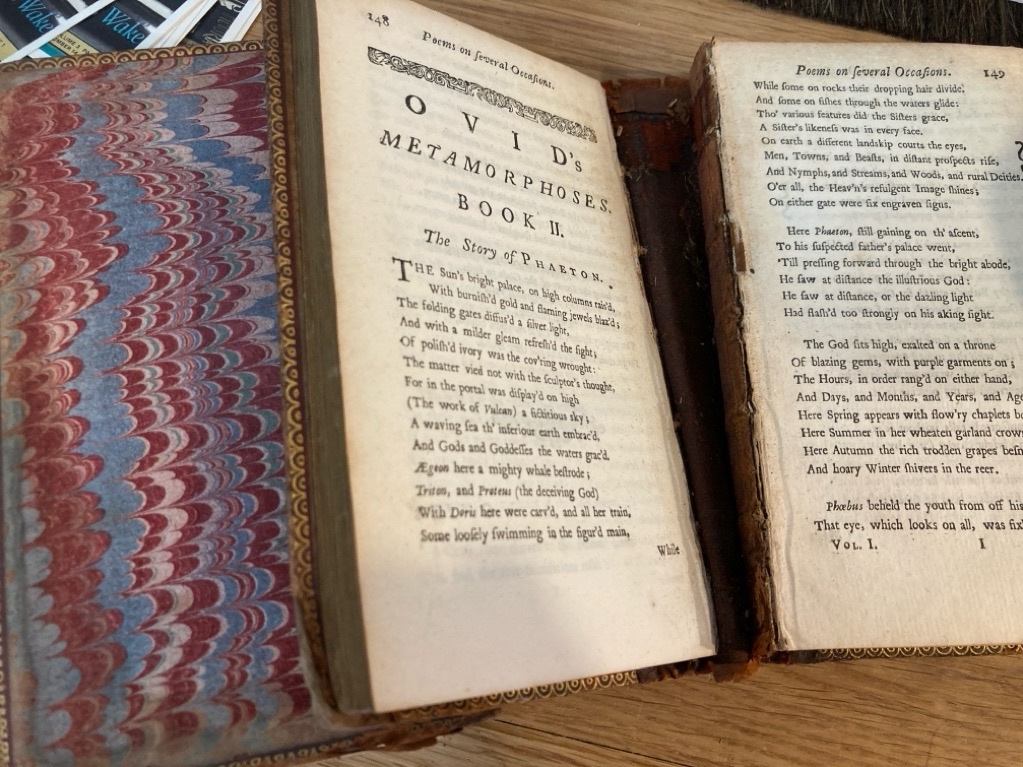 Wake
Wake
148
Poems on ſeveral Occaſions.
OVID's
METAMORPHOSES.
BOOK II.
The Story of PHAETON.
THE Sun's bright palace, on high columns rais'd,
With burniſh'd gold and flaming jewels blaz'd;
The folding gates diffus'd a ſilver light,
And with a milder gleam refreſh'd the ſight;
Of poliſh'd ivory was the cov'ring wrought:
The matter vied not with the ſculptor's thought,
For in the portal was diſplay'd on high
(The work of Vulcan) a fictitious ſky;
A waving ſea th' inferiour earth embrac'd,
And Gods and Goddeſſes the waters grac'd.
Ægeon here a mighty whale beſtrode;
Triton, and Proteus (the deceiving God)
With Doris here were carv'd, and all her train,
Some looſely ſwimming in the figur'd main,
While
Poems on ſeveral Occaſions. 149
While ſome on rocks their dropping hair divide,
And ſome on fiſhes through the waters glide:
Tho' various features did the Siſters grace,
A Siſter's likeneſs was in every face.
On earth a different landskip courts the eyes,
Men, Towns, and Beaſts, in diſtant proſpects riſe,
And Nymphs, and Streams, and Woods, and rural Deities.
O'er all, the Heav'n's refulgent Image ſhines;
On either gate were ſix engraven ſigns.
Here Phaeton, ſtill gaining on th' aſcent,
To his ſuſpected father's palace went,
'Till preſſing forward through the bright abode,
He ſaw at diſtance the illuſtrious God:
He ſaw at diſtance, or the dazling light
Had flaſh'd too ſtrongly on his aking ſight.
The God ſits high, exalted on a throne
Of blazing gems, with purple garments on;
The Hours, in order rang'd on either hand,
And Days, and Months, and Years, and Age
Here Spring appears with flow'ry chaplets bo
Here Summer in her wheaten garland crow
Here Autumn the rich trodden grapes beſm
And hoary Winter ſhivers in the reer.
Phœbus beheld the youth from off his
That eye, which looks on all, was fix'
VOL. I. I